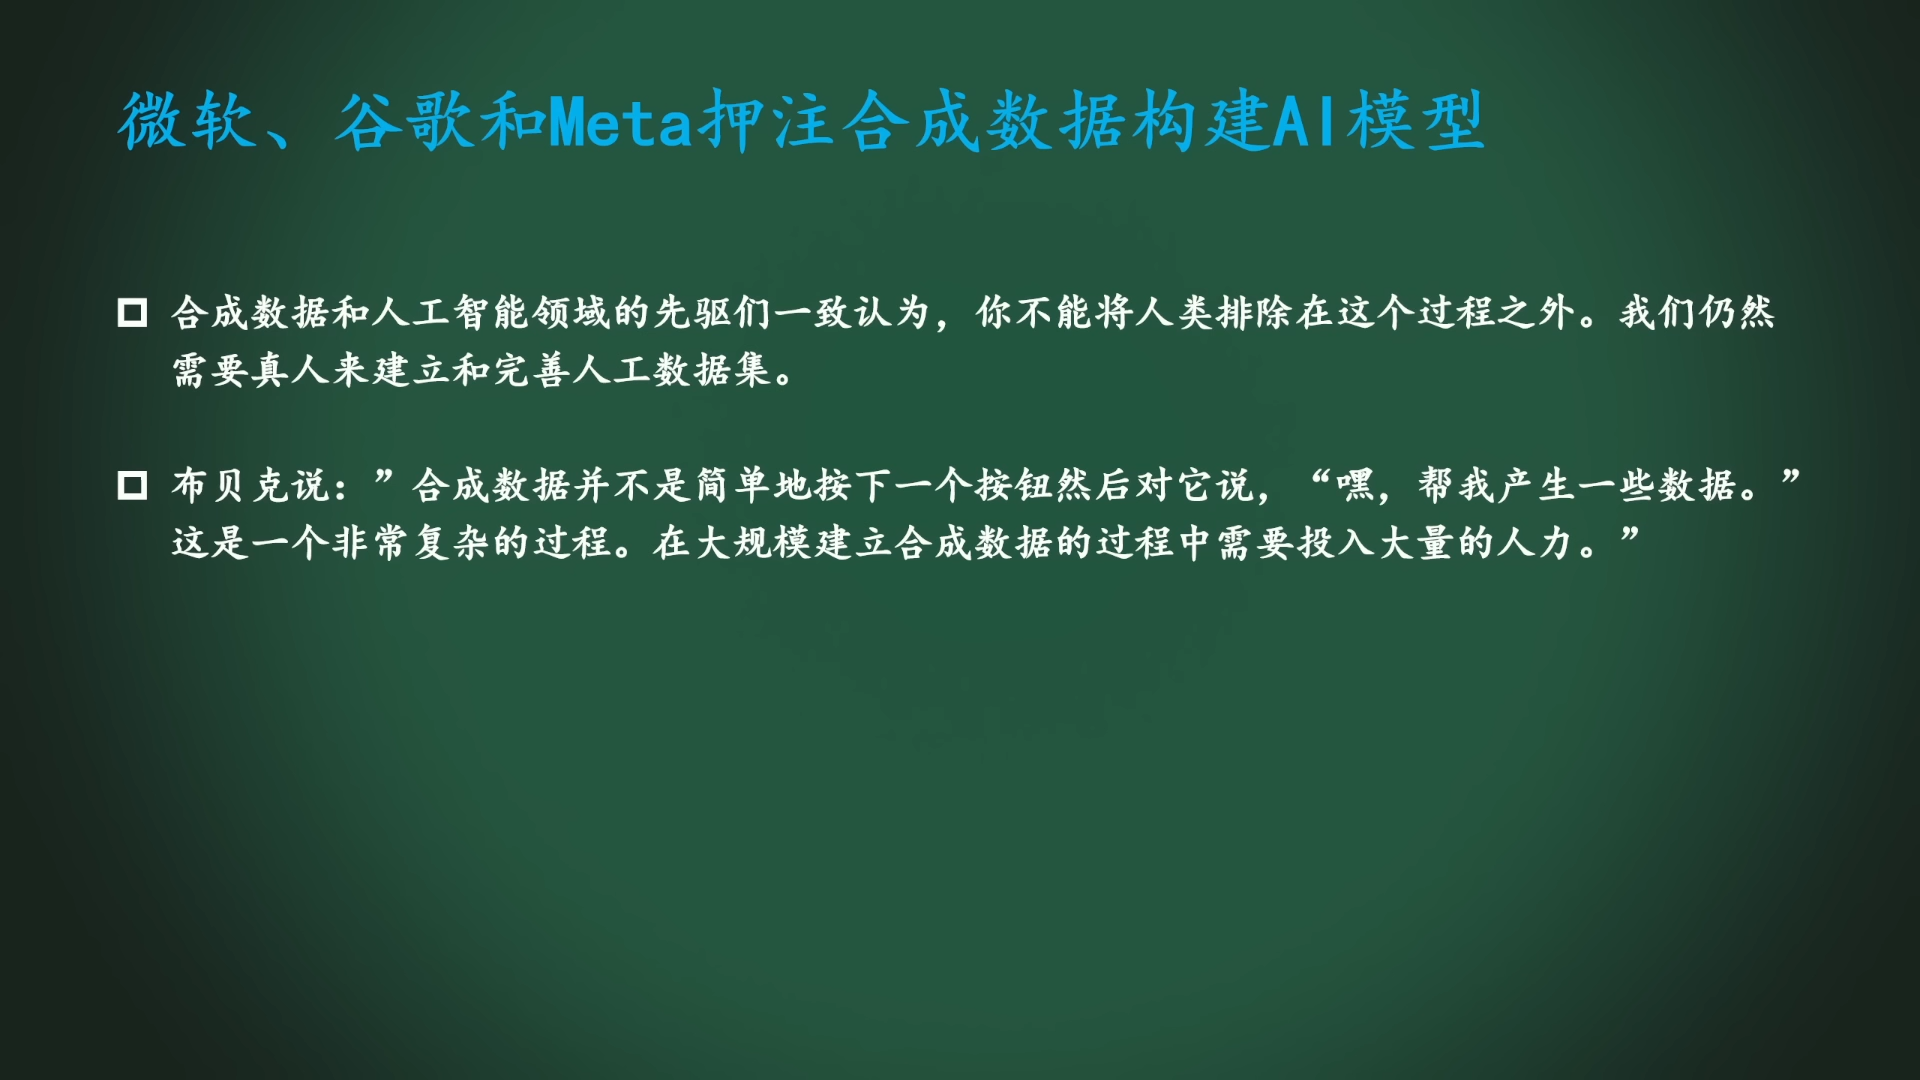 微软、谷歌和Meta押注合成数据构建AI模型
合成数据和人工智能领域的先驱们一致认为，你不能将人类排除在这个过程之外。我们仍然
需要真人来建立和完善人工数据集。
布贝克说：”合成数据并不是简单地按下一个按钮然后对它说，“嘿，帮我产生一些数据。”
这是一个非常复杂的过程。在大规模建立合成数据的过程中需要投入大量的人力。”